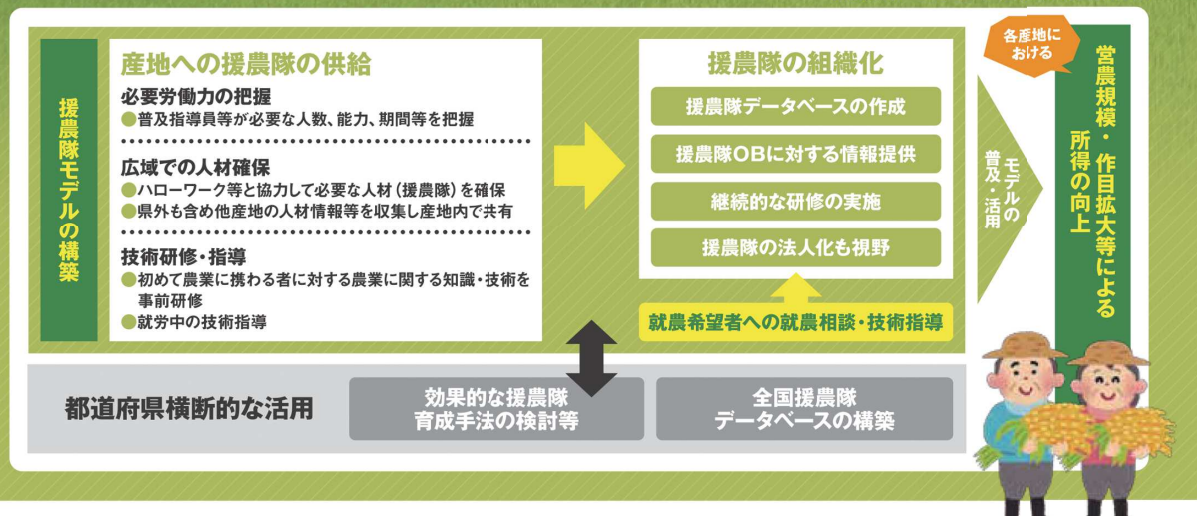 援農隊モデルの構築
産地への援農隊の供給
必要労働力の把握
●普及指導員等が必要な人数、能力、期間等を把握
広域での人材確保
●ハローワーク等と協力して必要な人材(援農隊)を確保
●県外も含め他産地の人材情報等を収集し産地内で共有
技術研修・指導
●初めて農業に携わる者に対する農業に関する知識・技術を
事前研修
●就労中の技術指導
援農隊の組織化
援農隊データベースの作成
援農隊OBに対する情報提供
継続的な研修の実施
援農隊の法人化も視野
就農希望者への就農相談・技術指導
モデルの
普及・活用
各産地に
おける
営農規模・作目拡大等による
所得の向上
都道府県横断的な活用
効果的な援農隊
育成手法の検討等
全国援農隊
データベースの構築